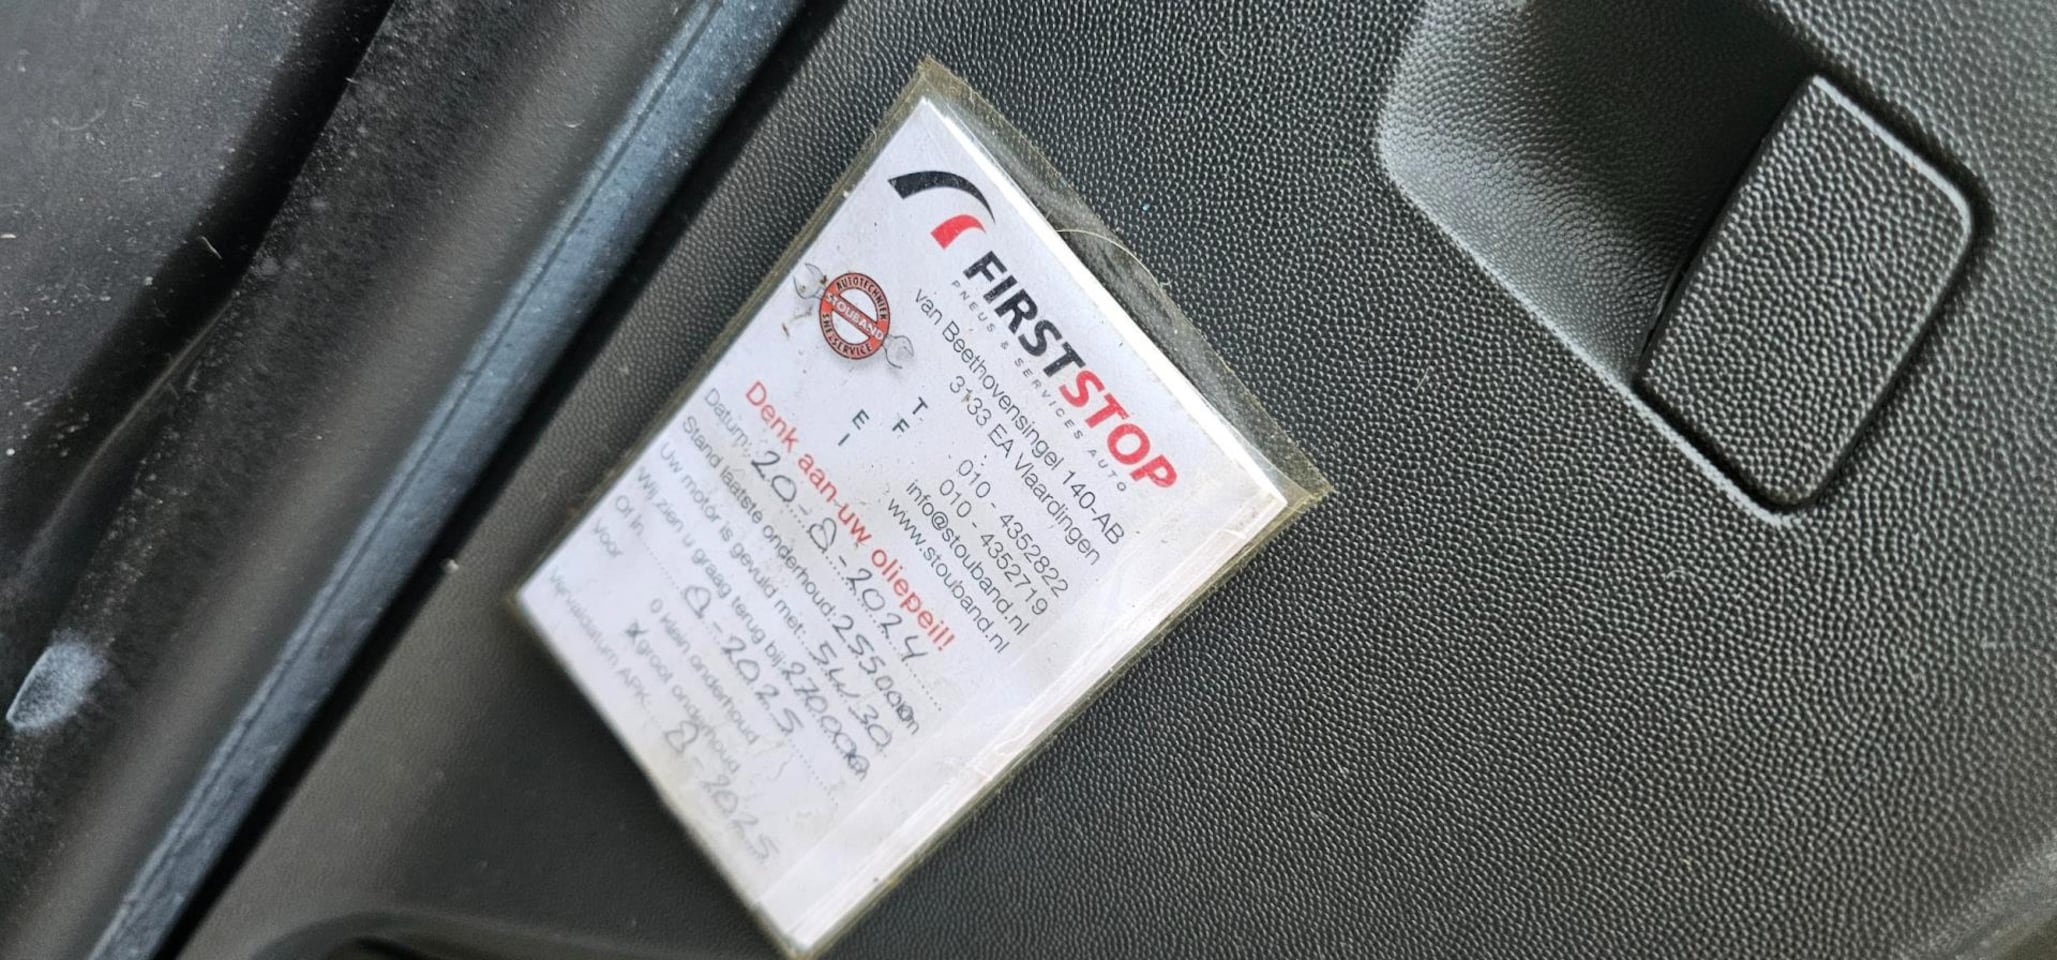 FIRSTSTOP
PNEUS & SERVICES AUTO
AUTOTECHNIEK
STOUBAND
SNELSERVICE
van Beethovensingel 140-AB
3133 EA Vlaardingen
T 010 - 4352822
F 010 - 4352719
E info@stouband.nl
I www.stouband.nl
Denk aan uw oliepeil!
Datum: 20-8-2024
Stand laatste onderhoud: 255000km
Uw motor is gevuld met: 5W30
Wij zien u graag terug bij: 270000km
Of in 8-2025
Voor 0 klein onderhoud
X groot onderhoud
Vervaldatum APK 8-2025